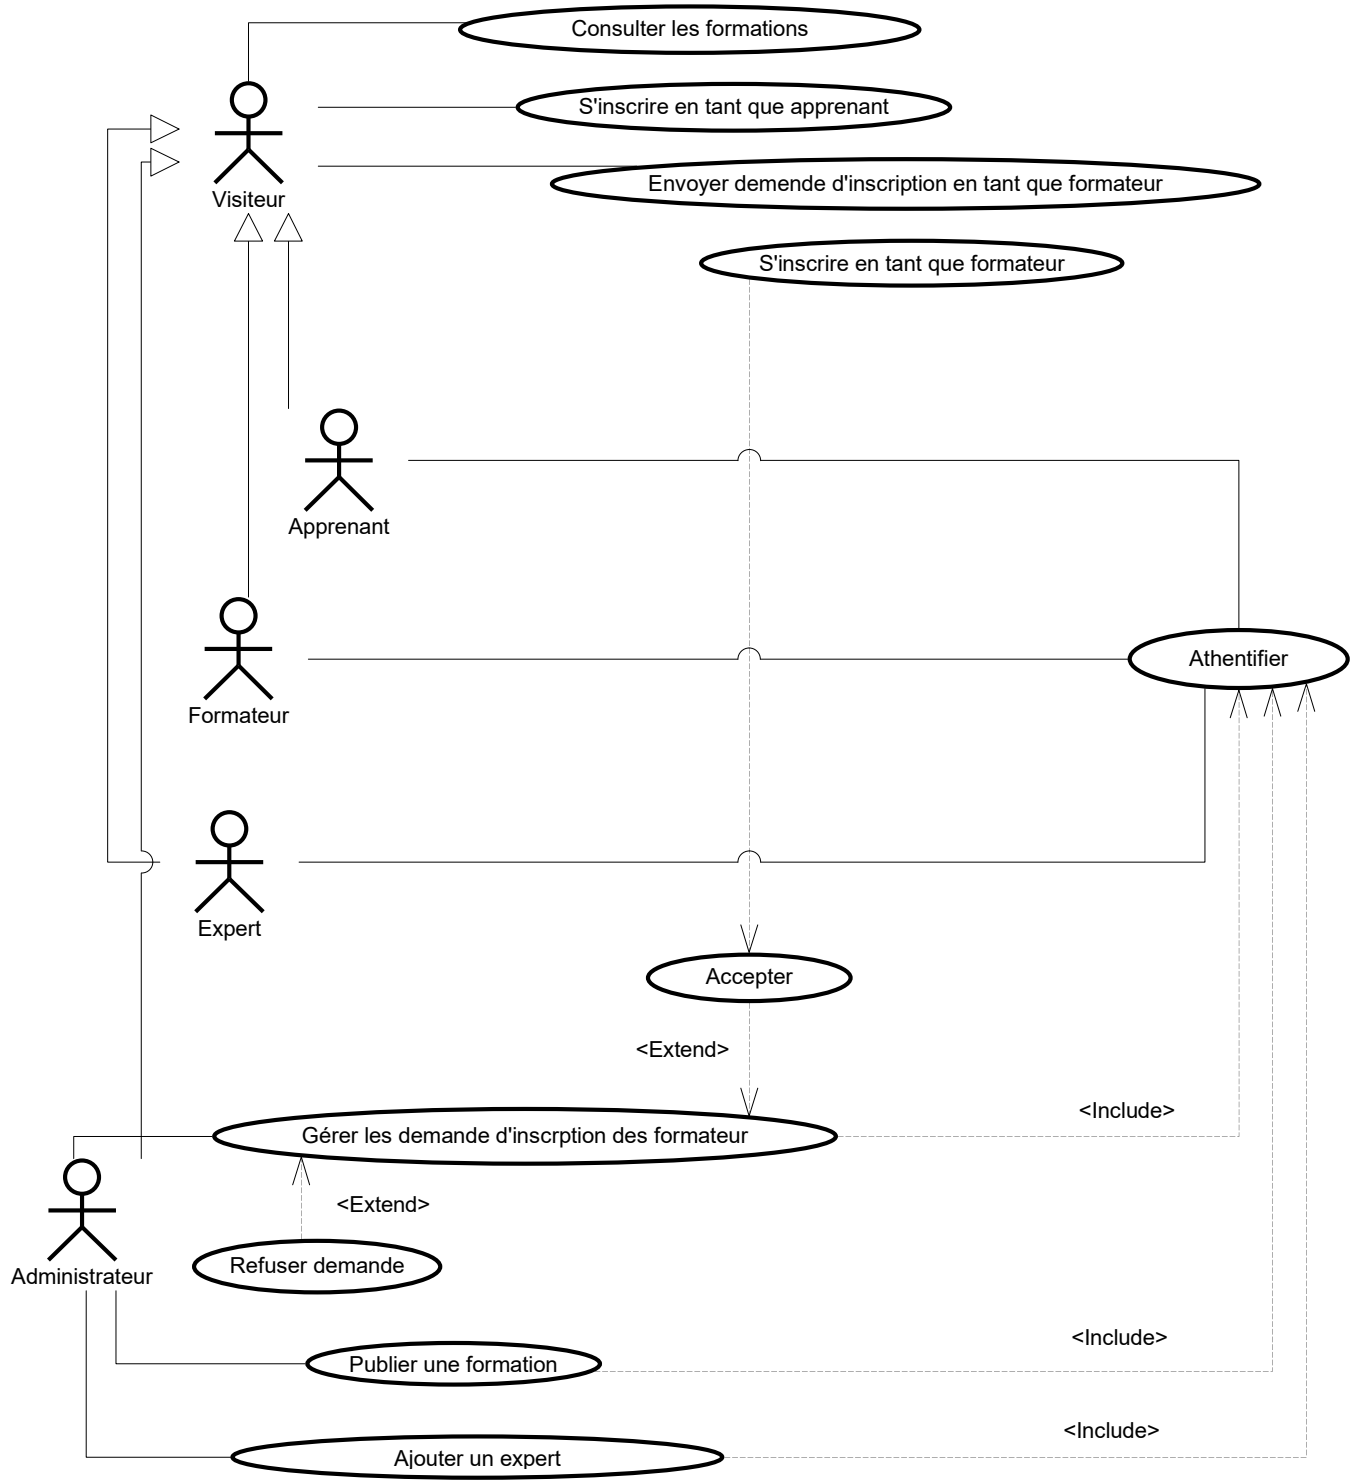 Consulter les formations
S'inscrire en tant que apprenant
Envoyer demende d'inscription en tant que formateur
Visiteur
S'inscrire en tant que formateur
Apprenant
Athentifier
Formateur
Expert
Accepter
<Extend>
<Include>
Gérer les demande d'inscrption des formateur
<Extend>
Refuser demande
Administrateur
<Include>
Publier une formation
<Include>
Ajouter un expert